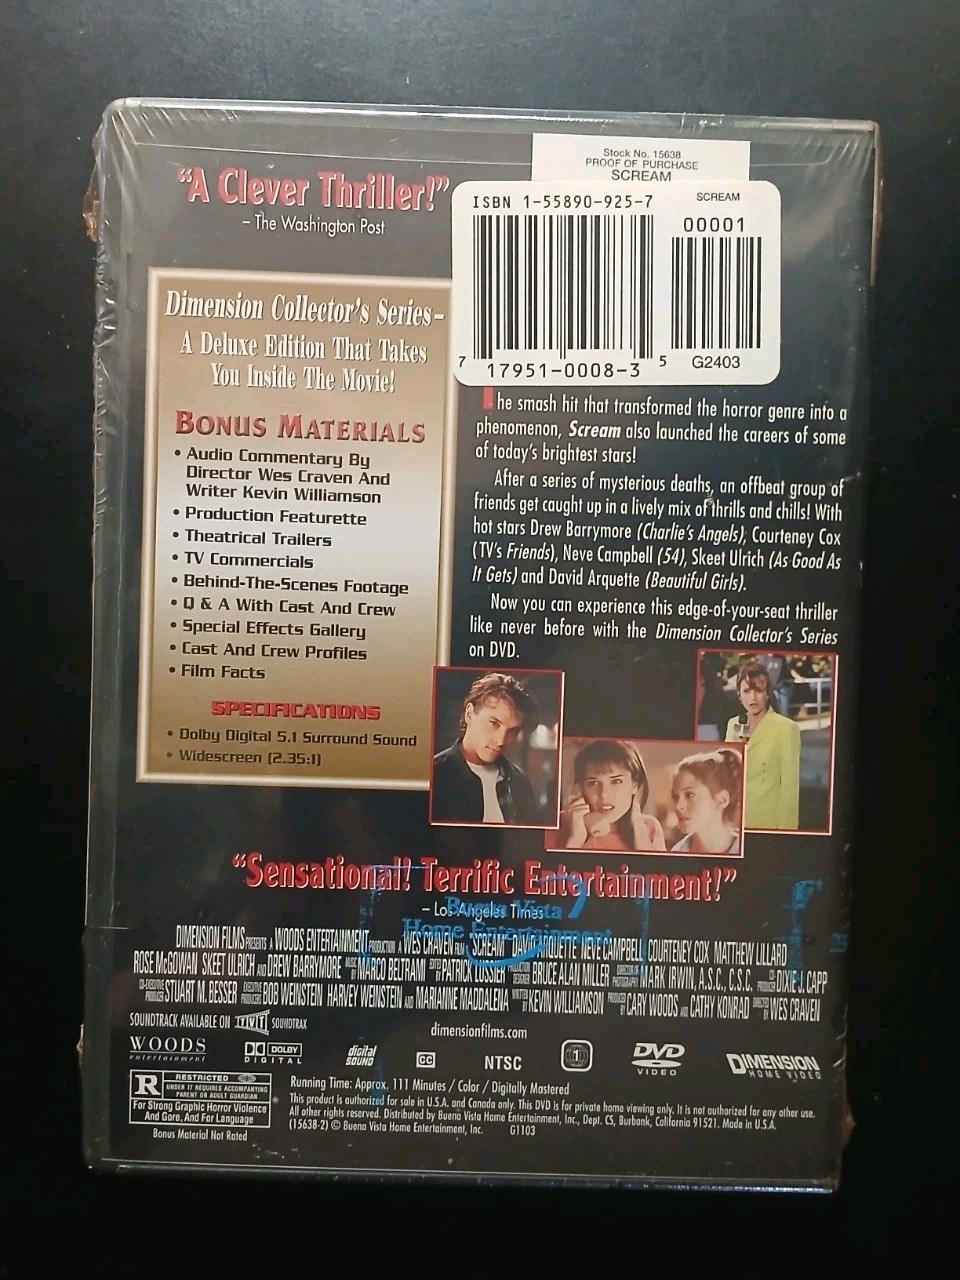 "A Clever Thriller!"
– The Washington Post
Stock No. 15638
PROOF OF PURCHASE
SCREAM
ISBN 1-55890-925-7
SCREAM
00001
7 17951-0008-3 5
G2403
Dimension Collector's Series –
A Deluxe Edition That Takes
You Inside The Movie!
BONUS MATERIALS
• Audio Commentary By
Director Wes Craven And
Writer Kevin Williamson
• Production Featurette
• Theatrical Trailers
• TV Commercials
• Behind-The-Scenes Footage
• Q & A With Cast And Crew
• Special Effects Gallery
• Cast And Crew Profiles
• Film Facts
SPECIFICATIONS
• Dolby Digital 5.1 Surround Sound
• Widescreen (2.35:1)
he smash hit that transformed the horror genre into a
phenomenon, Scream also launched the careers of some
of today's brightest stars!
After a series of mysterious deaths, an offbeat group of
friends get caught up in a lively mix of thrills and chills! With
hot stars Drew Barrymore (Charlie's Angels), Courteney Cox
(TV's Friends), Neve Campbell (54), Skeet Ulrich (As Good As
It Gets) and David Arquette (Beautiful Girls).
Now you can experience this edge-of-your-seat thriller
like never before with the Dimension Collector's Series
on DVD.
"Sensational! Terrific Entertainment!"
– Los Angeles Times
Buena Vista
Home Entertainment
DIMENSION FILMS PRESENTS A WOODS ENTERTAINMENT PRODUCTION A WES CRAVEN FILM "SCREAM" DAVID ARQUETTE NEVE CAMPBELL COURTENEY COX MATTHEW LILLARD
ROSE McGOWAN SKEET ULRICH AND DREW BARRYMORE MUSIC BY MARCO BELTRAMI EDITED BY PATRICK LUSSIER PRODUCTION DESIGNER BRUCE ALAN MILLER DIRECTOR OF PHOTOGRAPHY MARK IRWIN, A.S.C., C.S.C. CO-PRODUCER DIXIE J. CAPP
CO-EXECUTIVE PRODUCER STUART M. BESSER EXECUTIVE PRODUCERS BOB WEINSTEIN HARVEY WEINSTEIN AND MARIANNE MADDALENA WRITTEN BY KEVIN WILLIAMSON PRODUCED BY CARY WOODS AND CATHY KONRAD DIRECTED BY WES CRAVEN
SOUNDTRACK AVAILABLE ON TVT SOUNDTRAX
dimensionfilms.com
WOODS
entertainment
DOLBY
DIGITAL
digital
SOUND
CC
NTSC
1
DVD
VIDEO
DIMENSION
HOME VIDEO
R RESTRICTED
UNDER 17 REQUIRES ACCOMPANYING
PARENT OR ADULT GUARDIAN
For Strong Graphic Horror Violence
And Gore, And For Language
Bonus Material Not Rated
Running Time: Approx. 111 Minutes / Color / Digitally Mastered
This product is authorized for sale in U.S.A. and Canada only. This DVD is for private home viewing only. It is not authorized for any other use.
All other rights reserved. Distributed by Buena Vista Home Entertainment, Inc., Dept. CS, Burbank, California 91521. Made in U.S.A.
(15638-2) © Buena Vista Home Entertainment, Inc. G1103